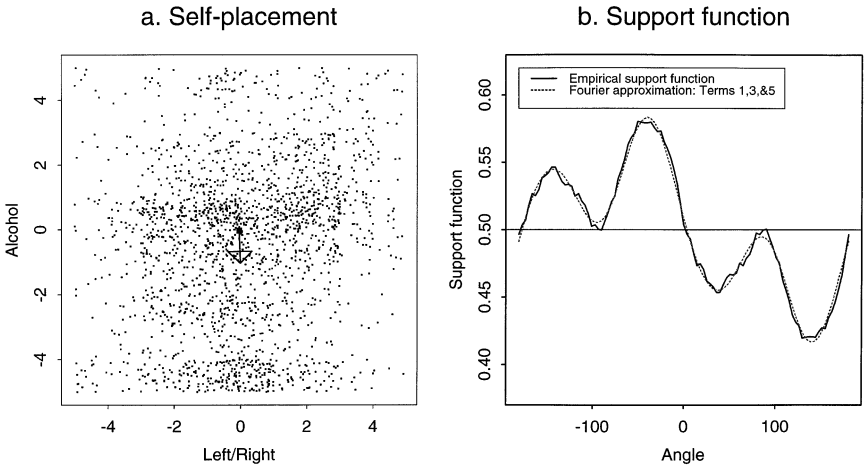 a. Self-placement
Alcohol
4
2
0
-2
-4
-4
-2
0
2
4
Left/Right
b. Support function
Empirical support function
Fourier approximation: Terms 1,3,&5
Support function
0.60
0.55
0.50
0.45
0.40
-100
0
100
Angle